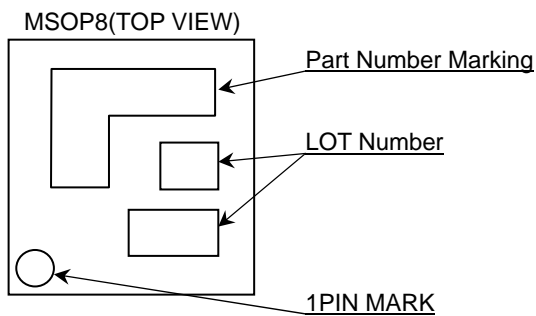 MSOP8(TOP VIEW)
Part Number Marking
LOT Number
1PIN MARK